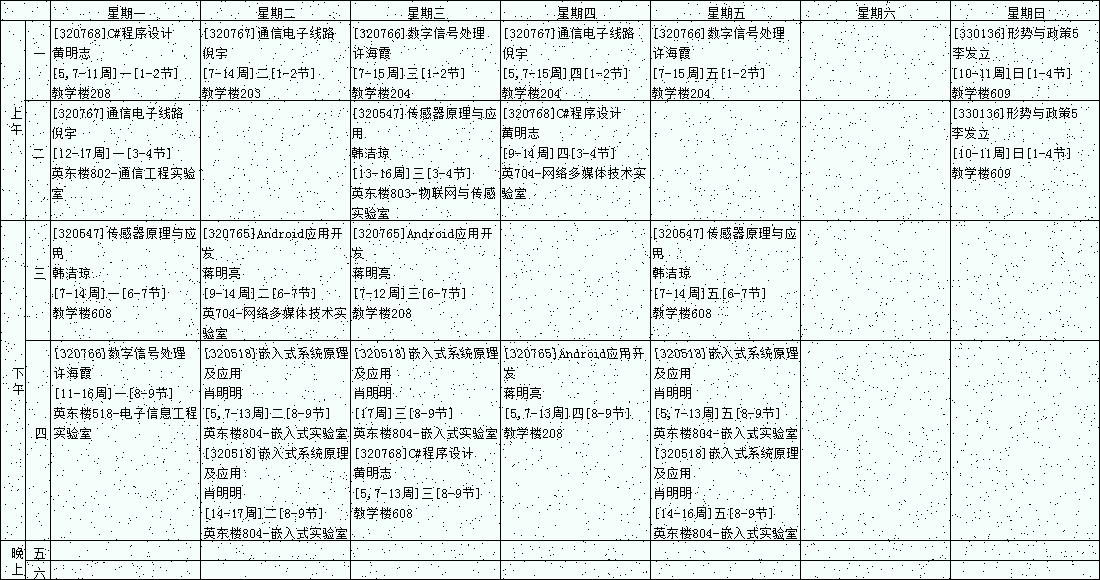 星期一 星期二 星期三 星期四 星期五 星期六 星期日
上午
一
[320768]C#程序设计
黄明志
[5,7-11周]一[1-2节]
教学楼208
[320767]通信电子线路
倪宇
[7-14周]二[1-2节]
教学楼203
[320766]数字信号处理
许海霞
[7-15周]三[1-2节]
教学楼204
[320767]通信电子线路
倪宇
[5,7-15周]四[1-2节]
教学楼204
[320766]数字信号处理
许海霞
[7-15周]五[1-2节]
教学楼204
[330136]形势与政策5
李发立
[10-11周]日[1-4节]
教学楼609
二
[320767]通信电子线路
倪宇
[12-17周]一[3-4节]
英东楼802-通信工程实验
室
[320547]传感器原理与应
用
韩洁琼
[13-16周]三[3-4节]
英东楼803-物联网与传感
实验室
[320768]C#程序设计
黄明志
[9-14周]四[3-4节]
英704-网络多媒体技术实
验室
[330136]形势与政策5
李发立
[10-11周]日[1-4节]
教学楼609
下午
三
[320547]传感器原理与应
用
韩洁琼
[7-14周]一[6-7节]
教学楼608
[320765]Android应用开
发
蒋明亮
[9-14周]二[6-7节]
英704-网络多媒体技术实
验室
[320765]Android应用开
发
蒋明亮
[7-12周]三[6-7节]
教学楼208
[320547]传感器原理与应
用
韩洁琼
[7-14周]五[6-7节]
教学楼608
四
[320766]数字信号处理
许海霞
[11-16周]一[8-9节]
英东楼518-电子信息工程
实验室
[320518]嵌入式系统原理
及应用
肖明明
[5,7-13周]二[8-9节]
英东楼804-嵌入式实验室
[320518]嵌入式系统原理
及应用
肖明明
[14-17周]二[8-9节]
英东楼804-嵌入式实验室
[320518]嵌入式系统原理
及应用
肖明明
[17周]三[8-9节]
英东楼804-嵌入式实验室
[320768]C#程序设计
黄明志
[5,7-13周]三[8-9节]
教学楼608
[320765]Android应用开
发
蒋明亮
[5,7-13周]四[8-9节]
教学楼208
[320518]嵌入式系统原理
及应用
肖明明
[5,7-13周]五[8-9节]
英东楼804-嵌入式实验室
[320518]嵌入式系统原理
及应用
肖明明
[14-16周]五[8-9节]
英东楼804-嵌入式实验室
晚上
五
六